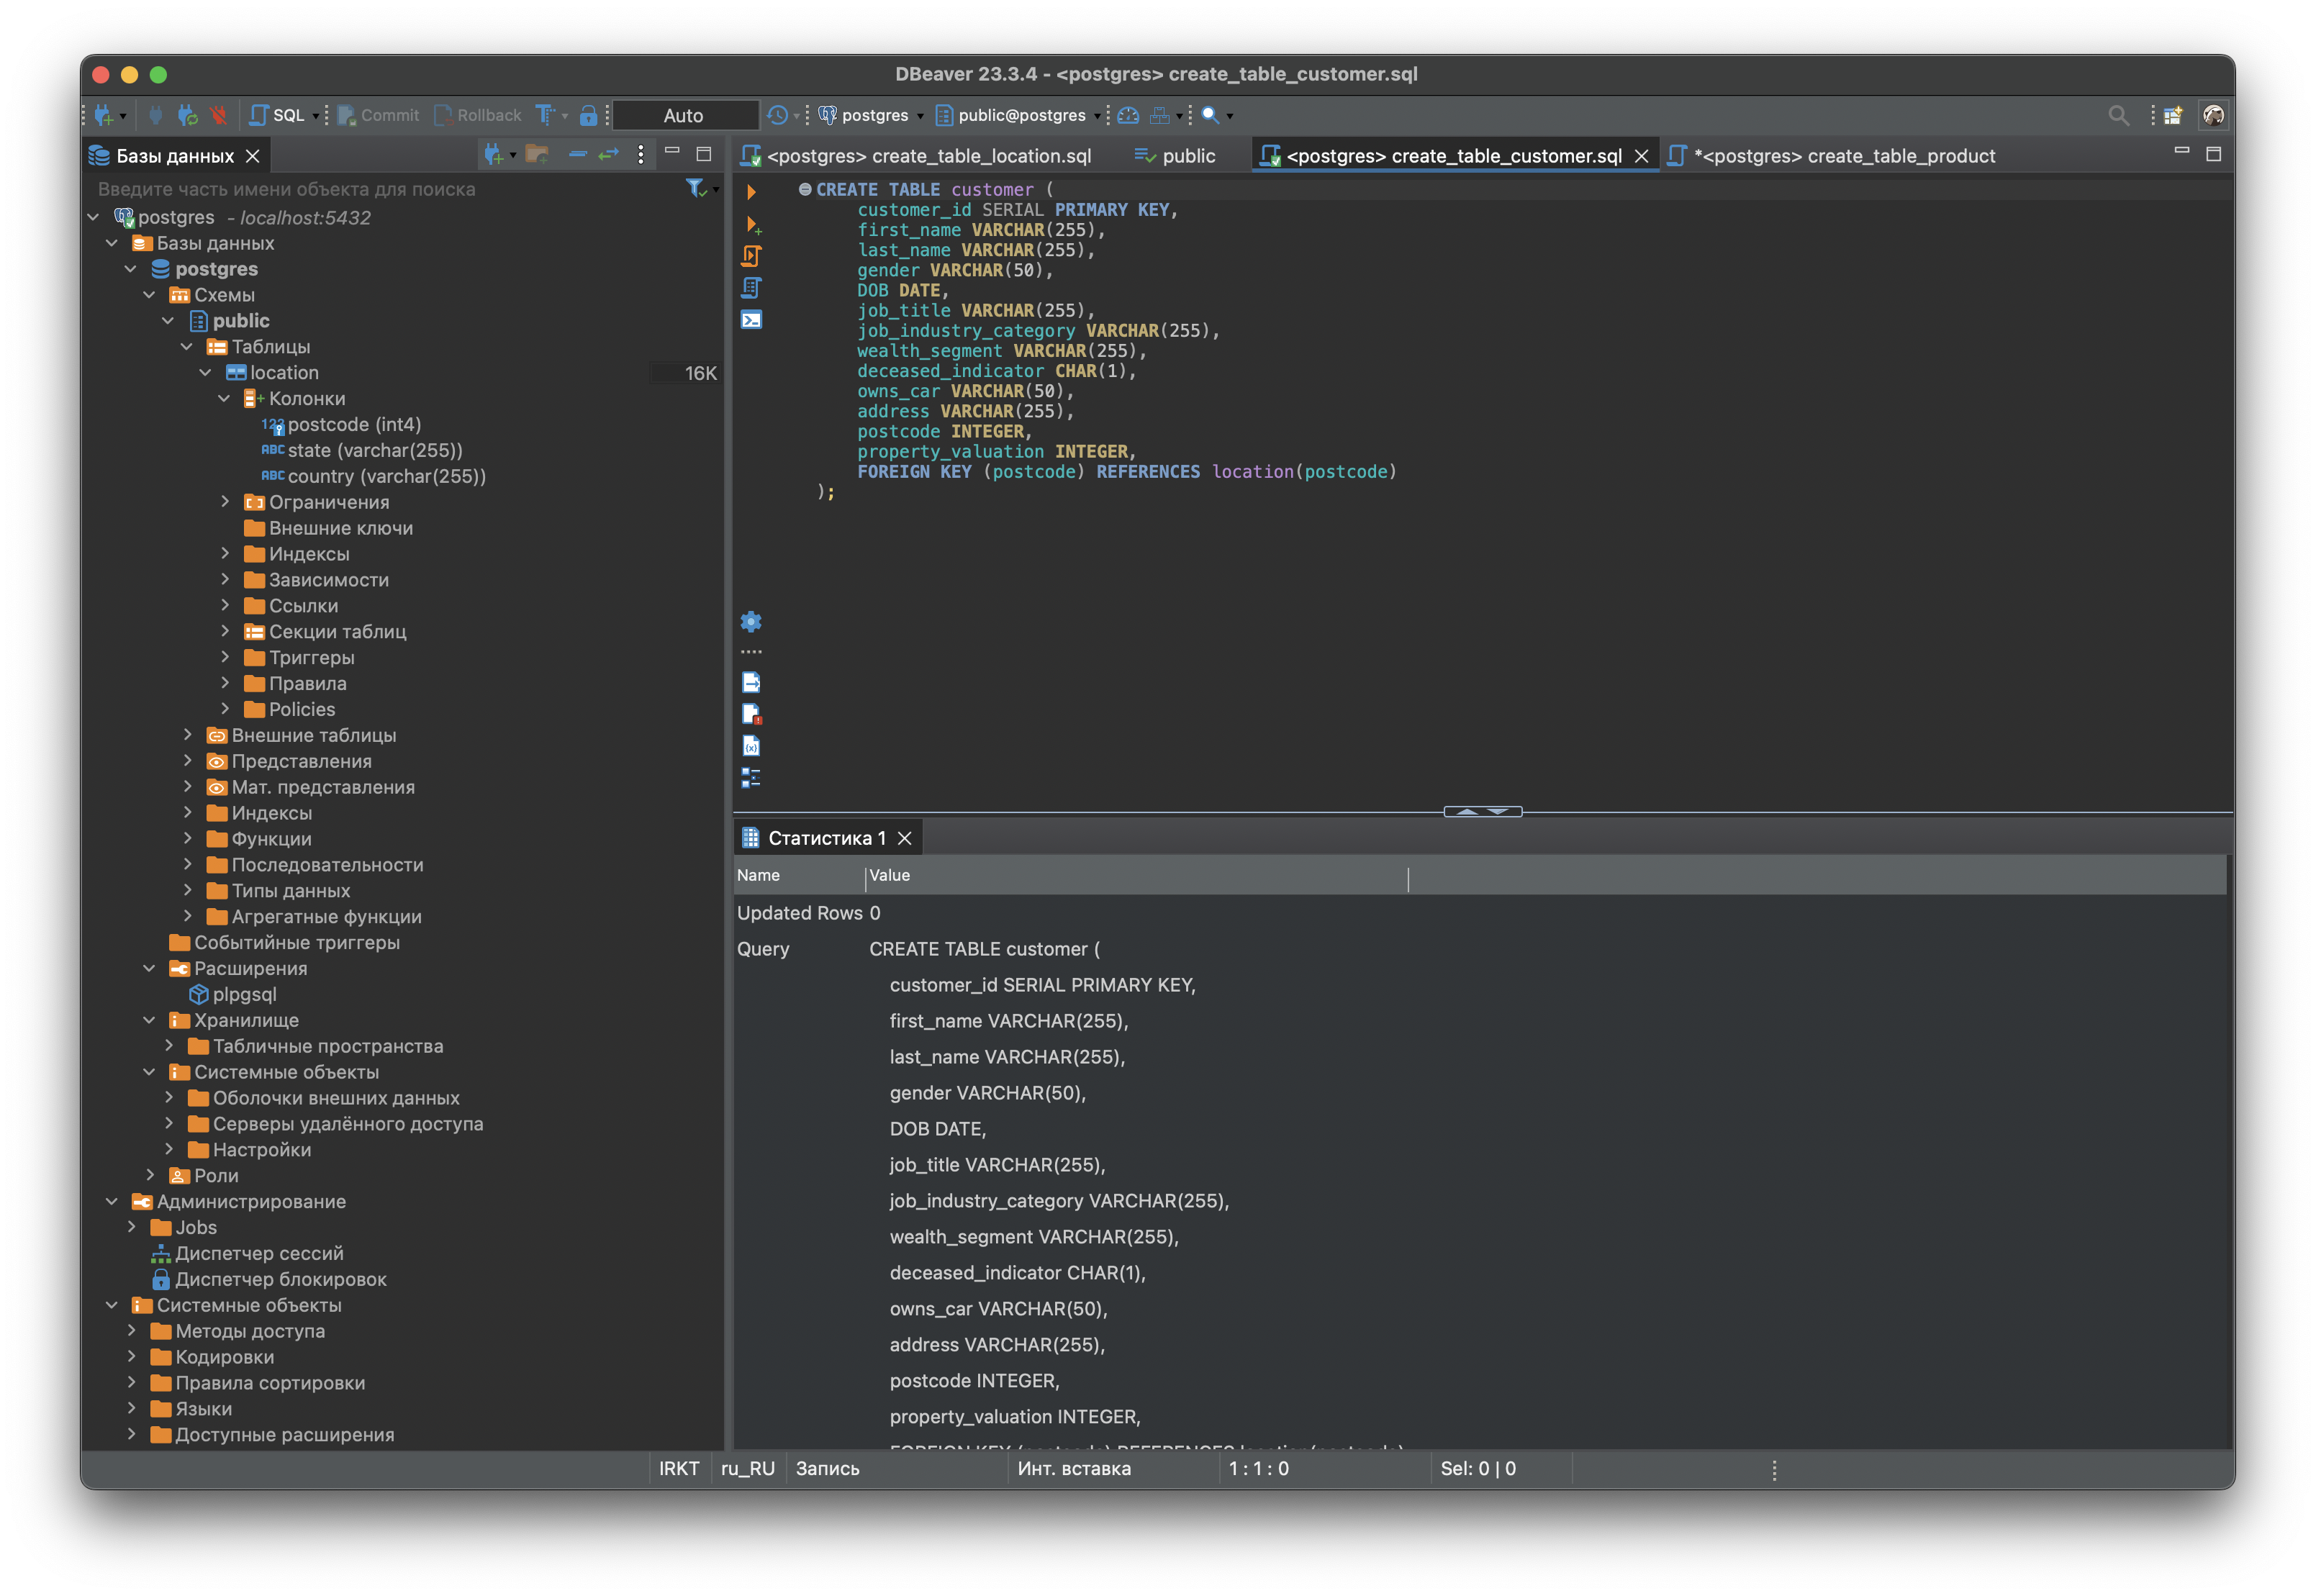 DBeaver 23.3.4 - <postgres> create_table_customer.sql
SQL Commit Rollback Auto postgres public@postgres
Базы данных
Введите часть имени объекта для поиска
postgres - localhost:5432
Базы данных
postgres
Схемы
public
Таблицы
location 16K
Колонки
123 postcode (int4)
ABC state (varchar(255))
ABC country (varchar(255))
Ограничения
Внешние ключи
Индексы
Зависимости
Ссылки
Секции таблиц
Триггеры
Правила
Policies
Внешние таблицы
Представления
Мат. представления
Индексы
Функции
Последовательности
Типы данных
Агрегатные функции
Событийные триггеры
Расширения
plpgsql
Хранилище
Табличные пространства
Системные объекты
Оболочки внешних данных
Серверы удалённого доступа
Настройки
Роли
Администрирование
Jobs
Диспетчер сессий
Диспетчер блокировок
Системные объекты
Методы доступа
Кодировки
Правила сортировки
Языки
Доступные расширения
<postgres> create_table_location.sql public <postgres> create_table_customer.sql *<postgres> create_table_product
CREATE TABLE customer (
customer_id SERIAL PRIMARY KEY,
first_name VARCHAR(255),
last_name VARCHAR(255),
gender VARCHAR(50),
DOB DATE,
job_title VARCHAR(255),
job_industry_category VARCHAR(255),
wealth_segment VARCHAR(255),
deceased_indicator CHAR(1),
owns_car VARCHAR(50),
address VARCHAR(255),
postcode INTEGER,
property_valuation INTEGER,
FOREIGN KEY (postcode) REFERENCES location(postcode)
);
Статистика 1
Name Value
Updated Rows 0
Query CREATE TABLE customer (
customer_id SERIAL PRIMARY KEY,
first_name VARCHAR(255),
last_name VARCHAR(255),
gender VARCHAR(50),
DOB DATE,
job_title VARCHAR(255),
job_industry_category VARCHAR(255),
wealth_segment VARCHAR(255),
deceased_indicator CHAR(1),
owns_car VARCHAR(50),
address VARCHAR(255),
postcode INTEGER,
property_valuation INTEGER,
FOREIGN KEY (postcode) REFERENCES location(postcode)
IRKT ru_RU Запись Инт. вставка 1 : 1 : 0 Sel: 0 | 0